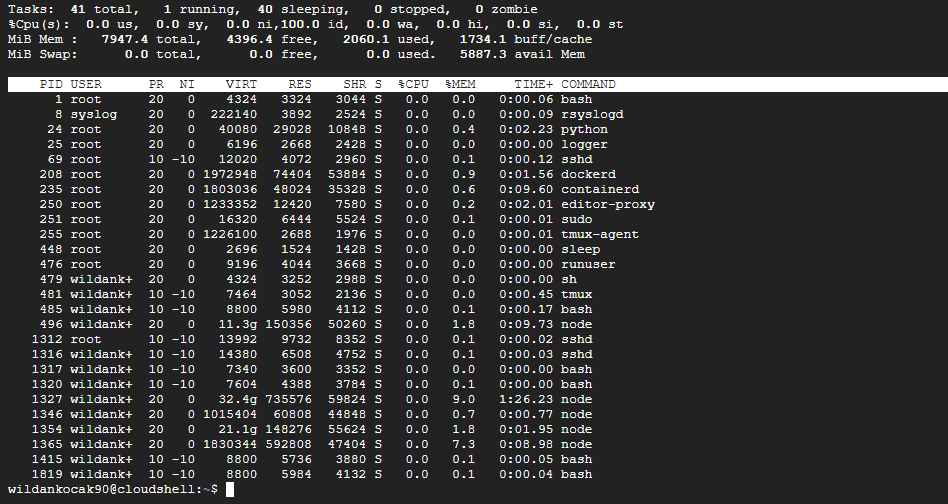 Tasks:  41 total,   1 running,  40 sleeping,   0 stopped,   0 zombie
%Cpu(s):  0.0 us,  0.0 sy,  0.0 ni,100.0 id,  0.0 wa,  0.0 hi,  0.0 si,  0.0 st
MiB Mem :   7947.4 total,   4396.4 free,   2060.1 used,   1734.1 buff/cache
MiB Swap:      0.0 total,      0.0 free,      0.0 used.   5887.3 avail Mem
    PID USER      PR  NI    VIRT    RES    SHR S  %CPU  %MEM     TIME+ COMMAND
      1 root      20   0    4324   3324   3044 S   0.0   0.0   0:00.06 bash
      8 syslog    20   0  222140   3892   2524 S   0.0   0.0   0:00.09 rsyslogd
     24 root      20   0   40080  29028  10848 S   0.0   0.4   0:02.23 python
     25 root      20   0    6196   2668   2428 S   0.0   0.0   0:00.00 logger
     69 root      10 -10   12020   4072   2960 S   0.0   0.1   0:00.12 sshd
    208 root      20   0 1972948  74404  53884 S   0.0   0.9   0:01.56 dockerd
    235 root      20   0 1803036  48024  35328 S   0.0   0.6   0:09.60 containerd
    250 root      20   0 1233352  12420   7580 S   0.0   0.2   0:02.01 editor-proxy
    251 root      20   0   16320   6444   5524 S   0.0   0.1   0:00.01 sudo
    255 root      20   0 1226100   2688   1976 S   0.0   0.0   0:00.01 tmux-agent
    448 root      20   0    2696   1524   1428 S   0.0   0.0   0:00.00 sleep
    476 root      20   0    9196   4044   3668 S   0.0   0.0   0:00.00 runuser
    479 wildank+  20   0    4324   3252   2988 S   0.0   0.0   0:00.00 sh
    481 wildank+  10 -10    7464   3052   2136 S   0.0   0.0   0:00.45 tmux
    485 wildank+  10 -10    8800   5980   4112 S   0.0   0.1   0:00.17 bash
    496 wildank+  20   0   11.3g 150356  50260 S   0.0   1.8   0:09.73 node
   1312 root      10 -10   13992   9732   8352 S   0.0   0.1   0:00.02 sshd
   1316 wildank+  10 -10   14380   6508   4752 S   0.0   0.1   0:00.03 sshd
   1317 wildank+  10 -10    7340   3600   3352 S   0.0   0.0   0:00.00 bash
   1320 wildank+  10 -10    7604   4388   3784 S   0.0   0.1   0:00.00 bash
   1327 wildank+  20   0   32.4g 735576  59824 S   0.0   9.0   1:26.23 node
   1346 wildank+  20   0 1015404  60808  44848 S   0.0   0.7   0:00.77 node
   1354 wildank+  20   0   21.1g 148276  55624 S   0.0   1.8   0:01.95 node
   1365 wildank+  20   0 1830344 592808  47404 S   0.0   7.3   0:08.98 node
   1415 wildank+  10 -10    8800   5736   3880 S   0.0   0.1   0:00.05 bash
   1819 wildank+  10 -10    8800   5984   4132 S   0.0   0.1   0:00.04 bash
wildankocak90@cloudshell:~$